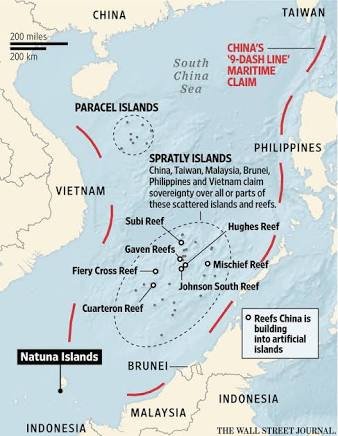 CHINA
TAIWAN
200 miles
200 km
South
China
Sea
CHINA'S
'9-DASH LINE'
MARITIME
CLAIM
PARACEL ISLANDS
PHILIPPINES
SPRATLY ISLANDS
China, Taiwan, Malaysia, Brunei,
Philippines and Vietnam claim
sovereignty over all or parts of
these scattered islands and reefs.
VIETNAM
Subi Reef
Hughes Reef
Gaven Reefs
Fiery Cross Reef
Mischief Reef
Johnson South Reef
Cuarteron Reef
Reefs China is
building
into artificial
islands
Natuna Islands
BRUNEI
MALAYSIA
INDONESIA
INDONESIA
THE WALL STREET JOURNAL.